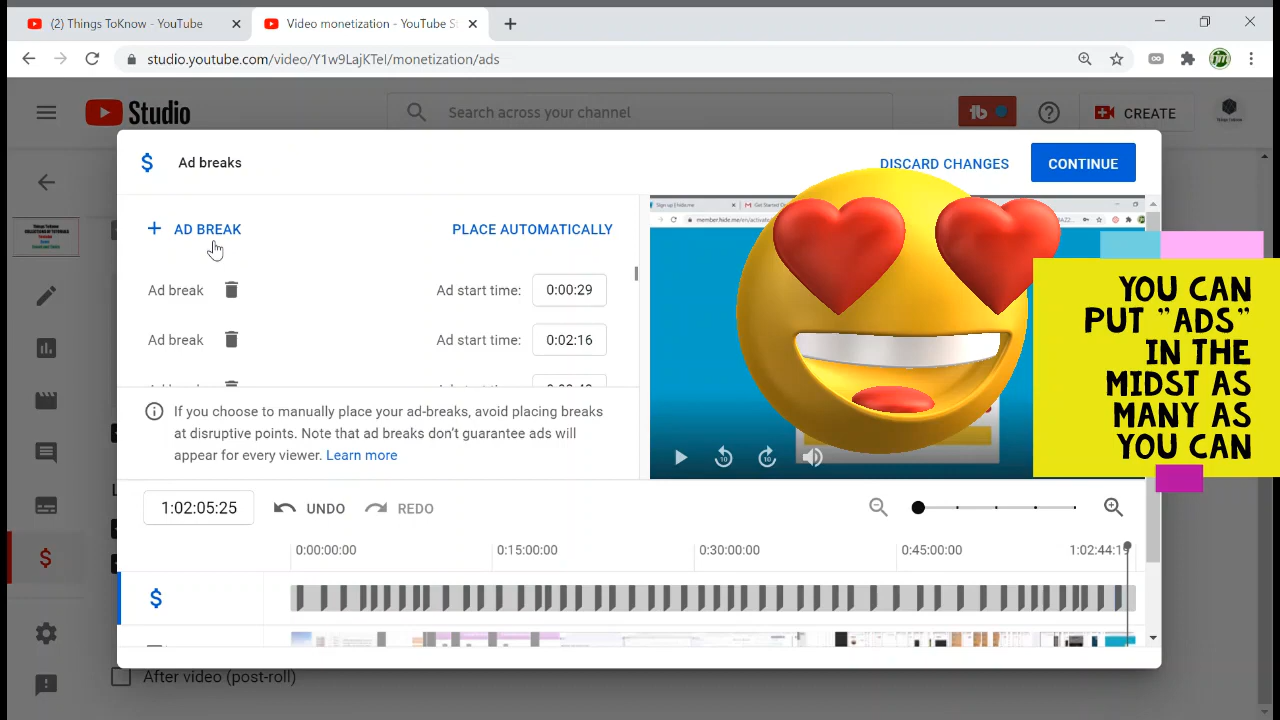 (2) Things ToKnow - YouTube
Video monetization - YouTube S
studio.youtube.com/video/Y1w9LajKTeI/monetization/ads
Studio
Search across your channel
CREATE
Ad breaks
DISCARD CHANGES
CONTINUE
AD BREAK
PLACE AUTOMATICALLY
Ad break
Ad start time:
0:00:29
Ad break
Ad start time:
0:02:16
If you choose to manually place your ad-breaks, avoid placing breaks
at disruptive points. Note that ad breaks don't guarantee ads will
appear for every viewer. Learn more
YOU CAN
PUT "ADS"
IN THE
MIDST AS
MANY AS
YOU CAN
1:02:05:25
UNDO
REDO
0:00:00:00
0:15:00:00
0:30:00:00
0:45:00:00
1:02:44:19
After video (post-roll)